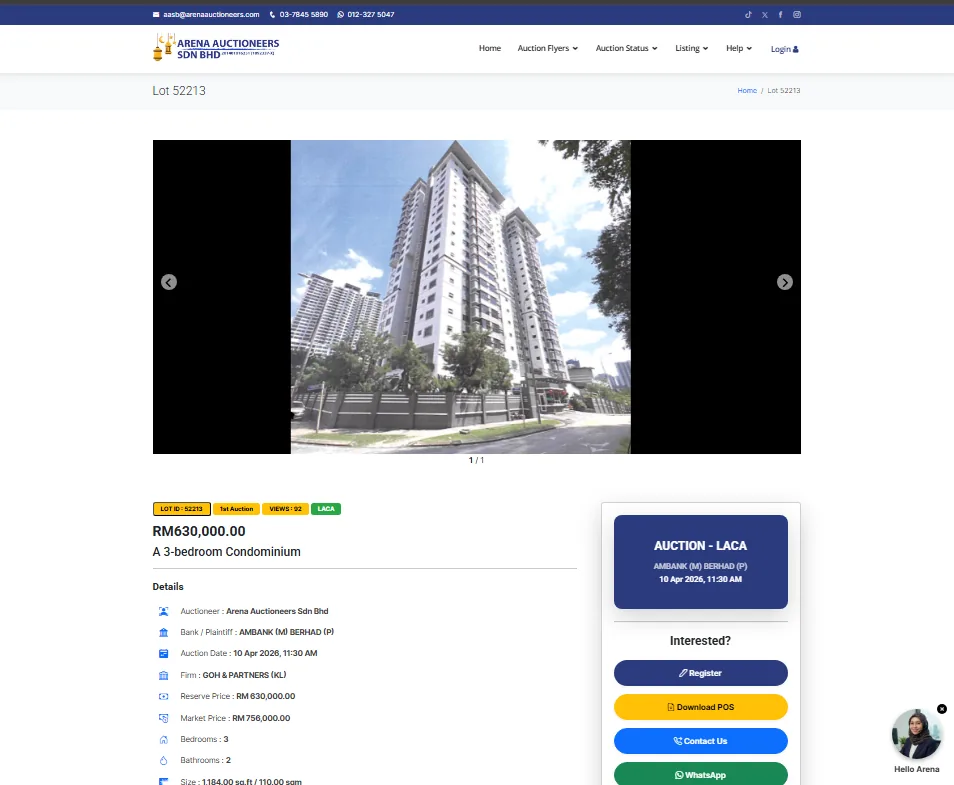 aasb@arenaauctioneers.com 03-7845 5890 012-327 5047
ARENA AUCTIONEERS
SDN BHD
Home Auction Flyers Auction Status Listing Help Login
Lot 52213
Home / Lot 52213
1 / 1
LOT ID : 52213 1st Auction VIEWS : 92 LACA
RM630,000.00
A 3-bedroom Condominium
Details
Auctioneer : Arena Auctioneers Sdn Bhd
Bank / Plaintiff : AMBANK (M) BERHAD (P)
Auction Date : 10 Apr 2026, 11:30 AM
Firm : GOH & PARTNERS (KL)
Reserve Price : RM 630,000.00
Market Price : RM 756,000.00
Bedrooms : 3
Bathrooms : 2
Size : 1,184.00 sq.ft / 110.00 sqm
AUCTION - LACA
AMBANK (M) BERHAD (P)
10 Apr 2026, 11:30 AM
Interested?
Register
Download POS
Contact Us
WhatsApp
Hello Arena